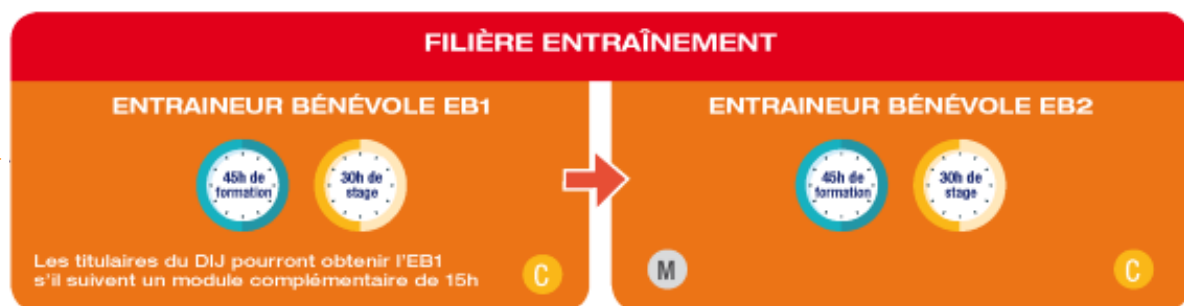 FILIÈRE ENTRAÎNEMENT
ENTRAINEUR BÉNÉVOLE EB1
45h de
formation
30h de
stage
Les titulaires du DIJ pourront obtenir l'EB1
s'il suivent un module complémentaire de 15h
C
ENTRAINEUR BÉNÉVOLE EB2
45h de
formation
30h de
stage
M
C